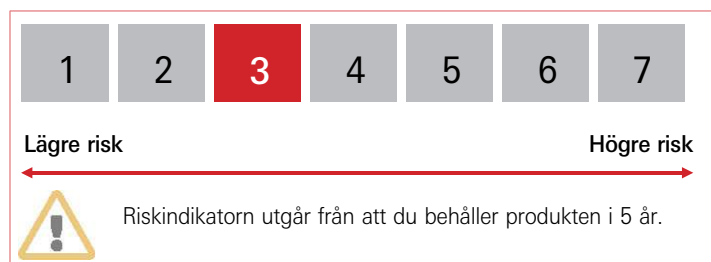 1 2 3 4 5 6 7
Lägre risk Högre risk
Riskindikatorn utgår från att du behåller produkten i 5 år.